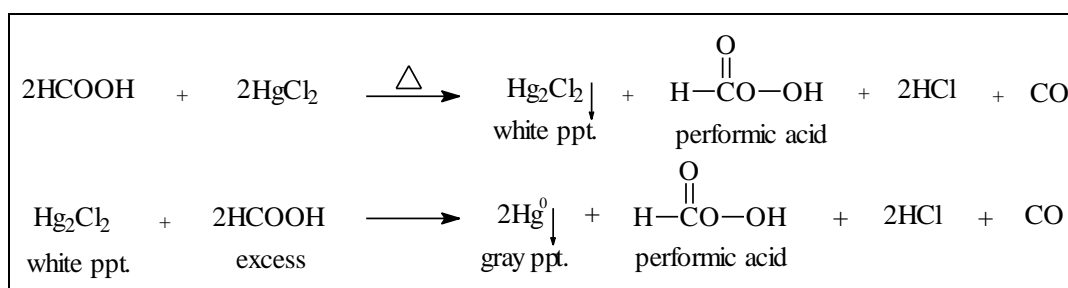 2HCOOH + 2HgCl₂ △ Hg₂Cl₂↓ + H—CO—OH + 2HCl + CO
O
white ppt. performic acid
Hg₂Cl₂ + 2HCOOH 2Hg⁰↓ + H—CO—OH + 2HCl + CO
O
white ppt. excess gray ppt. performic acid